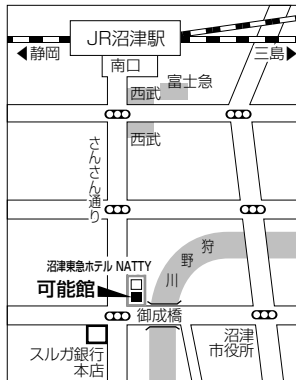 JR沼津駅
◀静岡
三島▶
南口
富士急
西武
西武
さんさん通り
狩野川
沼津東急ホテル NATTY
可能館
御成橋
スルガ銀行
本店
沼津
市役所